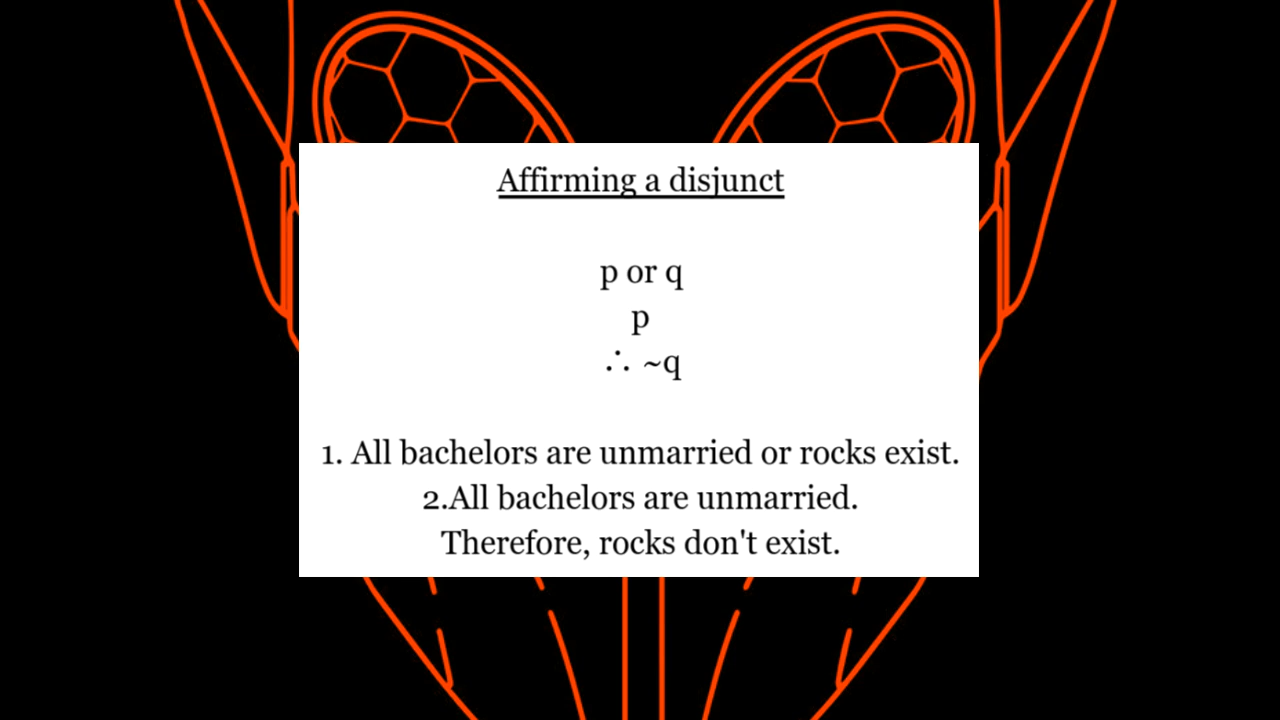 Affirming a disjunct
p or q
p
∴ ~q
1. All bachelors are unmarried or rocks exist.
2.All bachelors are unmarried.
Therefore, rocks don't exist.